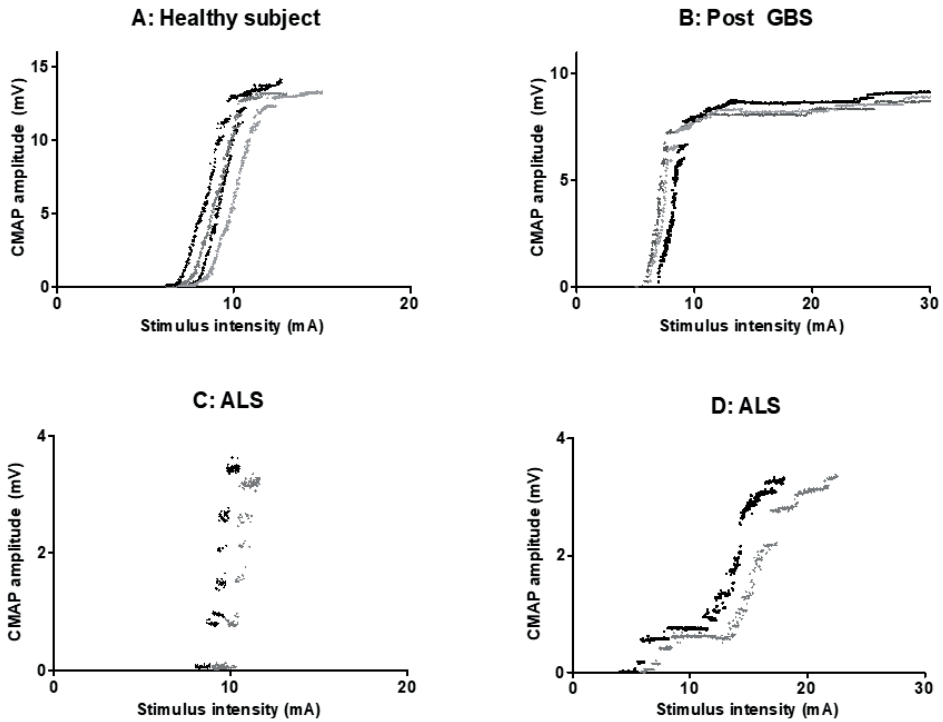 A: Healthy subject
CMAP amplitude (mV)
15
10
5
0
0
10
20
Stimulus intensity (mA)
B: Post GBS
CMAP amplitude (mV)
10
5
0
0
10
20
30
Stimulus intensity (mA)
C: ALS
CMAP amplitude (mV)
4
2
0
0
10
20
Stimulus intensity (mA)
D: ALS
CMAP amplitude (mV)
4
2
0
0
10
20
30
Stimulus intensity (mA)